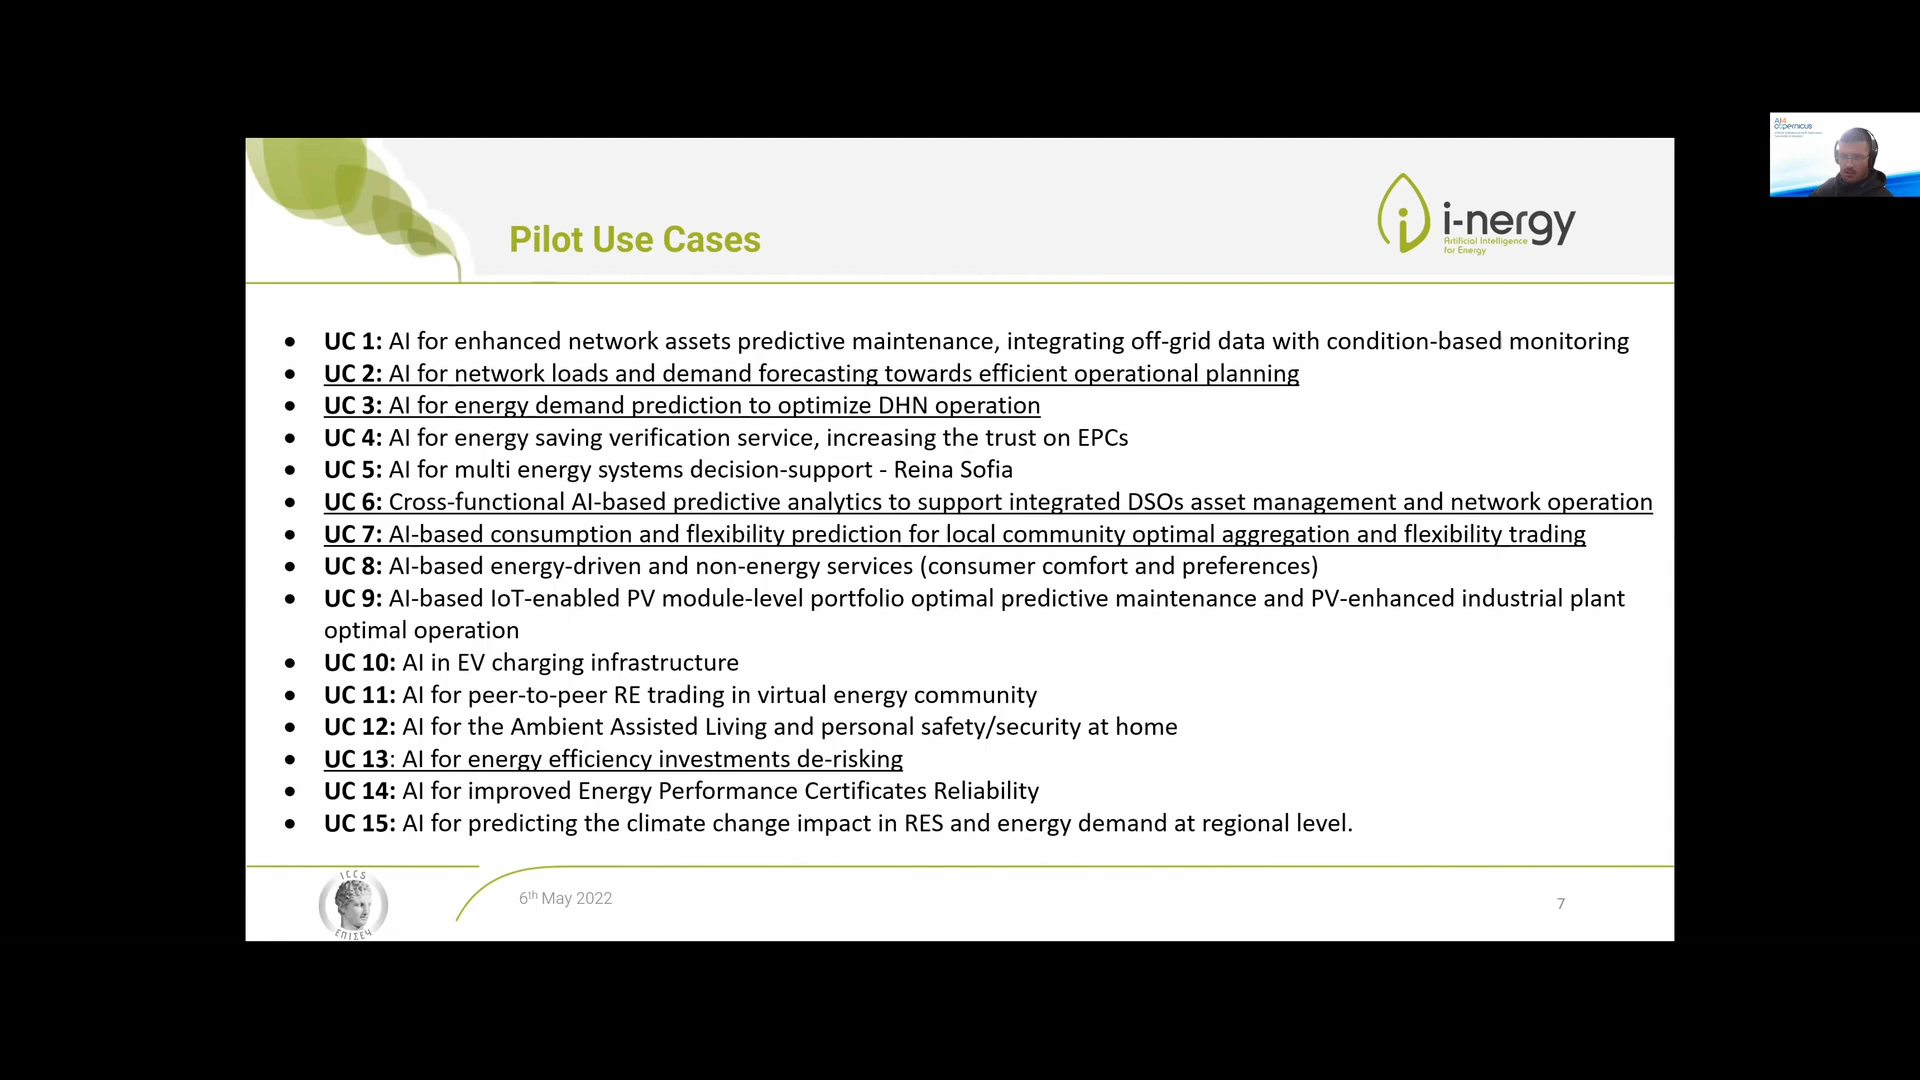 AI4
copernicus
Pilot Use Cases
i-nergy
Artificial Intelligence
for Energy
• UC 1: AI for enhanced network assets predictive maintenance, integrating off-grid data with condition-based monitoring
• UC 2: AI for network loads and demand forecasting towards efficient operational planning
• UC 3: AI for energy demand prediction to optimize DHN operation
• UC 4: AI for energy saving verification service, increasing the trust on EPCs
• UC 5: AI for multi energy systems decision-support - Reina Sofia
• UC 6: Cross-functional AI-based predictive analytics to support integrated DSOs asset management and network operation
• UC 7: AI-based consumption and flexibility prediction for local community optimal aggregation and flexibility trading
• UC 8: AI-based energy-driven and non-energy services (consumer comfort and preferences)
• UC 9: AI-based IoT-enabled PV module-level portfolio optimal predictive maintenance and PV-enhanced industrial plant
optimal operation
• UC 10: AI in EV charging infrastructure
• UC 11: AI for peer-to-peer RE trading in virtual energy community
• UC 12: AI for the Ambient Assisted Living and personal safety/security at home
• UC 13: AI for energy efficiency investments de-risking
• UC 14: AI for improved Energy Performance Certificates Reliability
• UC 15: AI for predicting the climate change impact in RES and energy demand at regional level.
ICCS
ΕΠΙΣΕΥ
6th May 2022
7